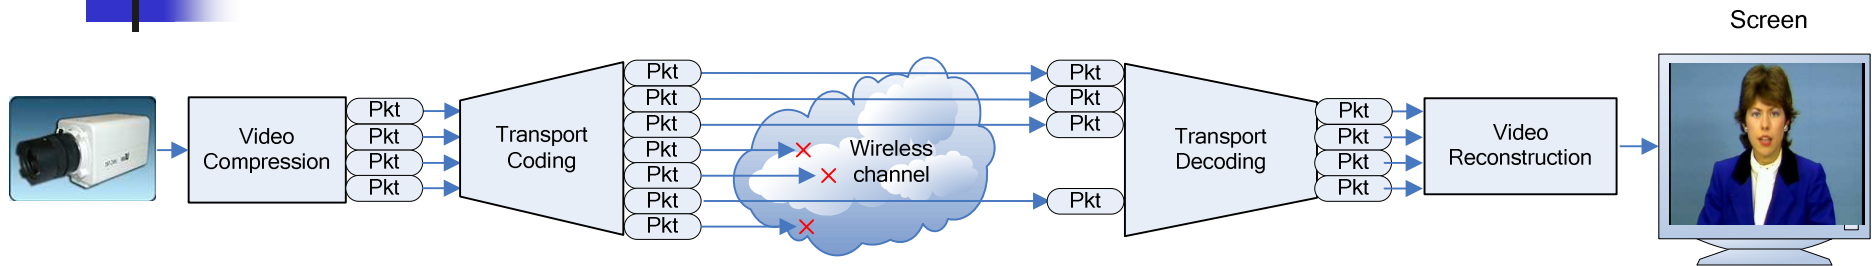 Screen
Video
Compression
Pkt
Pkt
Pkt
Pkt
Transport
Coding
Pkt
Pkt
Pkt
Pkt
Pkt
Pkt
Pkt
Wireless
channel
Pkt
Pkt
Pkt
Pkt
Transport
Decoding
Pkt
Pkt
Pkt
Pkt
Video
Reconstruction